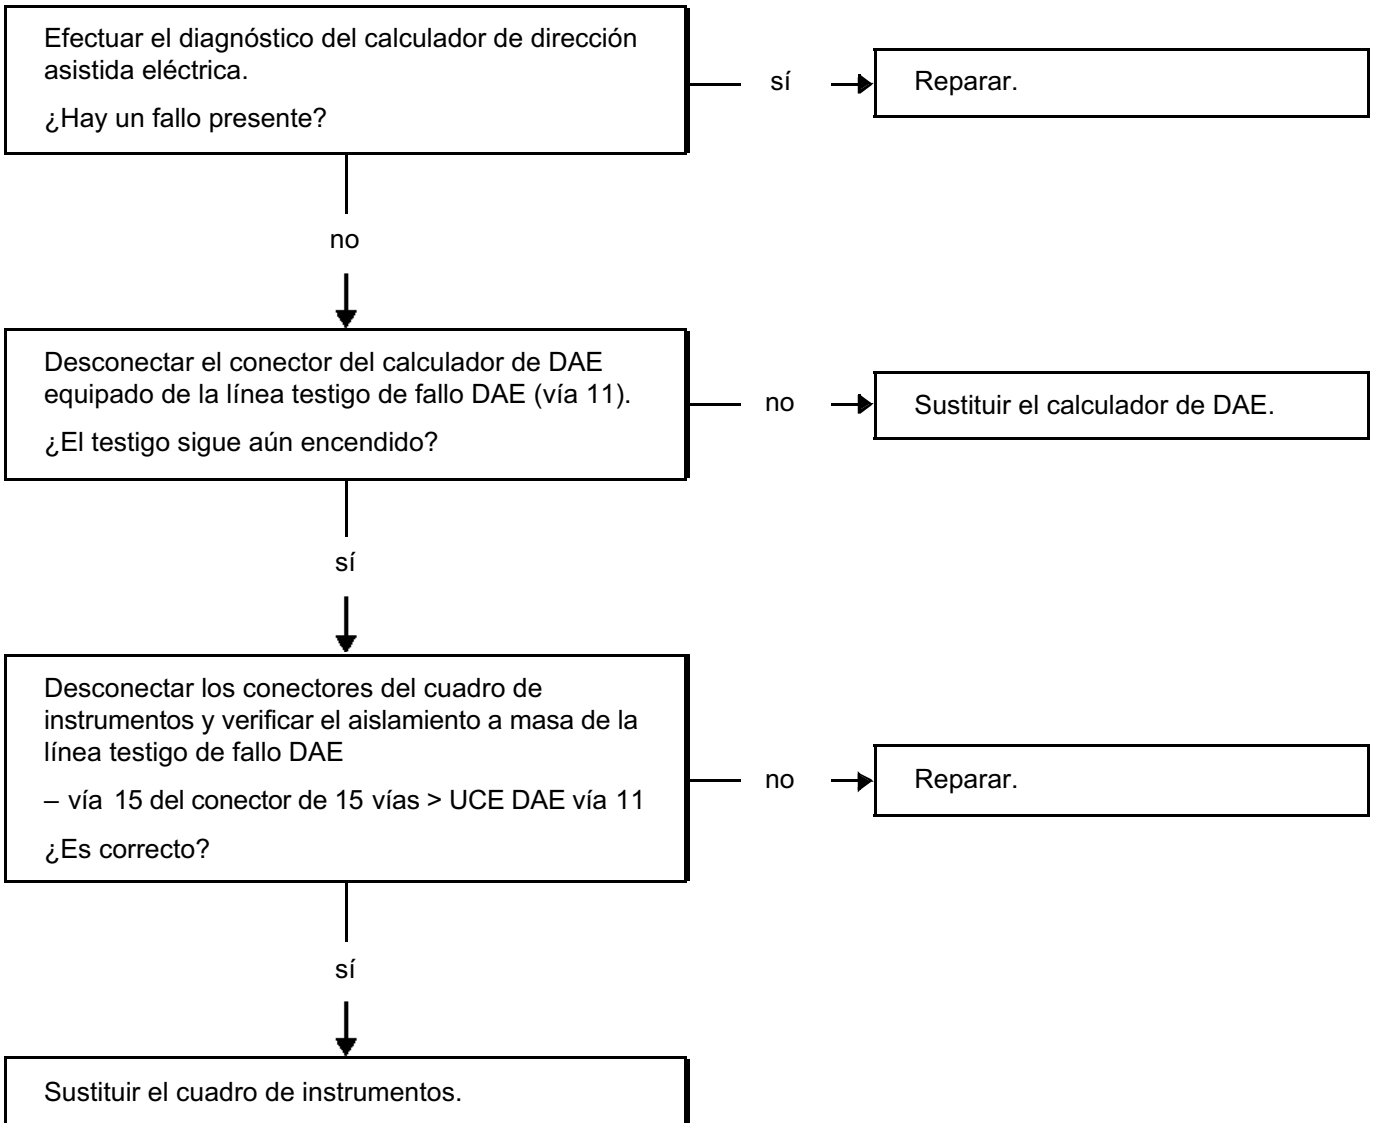 Efectuar el diagnóstico del calculador de dirección
asistida eléctrica.
¿Hay un fallo presente?
sí
Reparar.
no
Desconectar el conector del calculador de DAE
equipado de la línea testigo de fallo DAE (vía 11).
¿El testigo sigue aún encendido?
no
Sustituir el calculador de DAE.
sí
Desconectar los conectores del cuadro de
instrumentos y verificar el aislamiento a masa de la
línea testigo de fallo DAE
– vía 15 del conector de 15 vías > UCE DAE vía 11
¿Es correcto?
no
Reparar.
sí
Sustituir el cuadro de instrumentos.